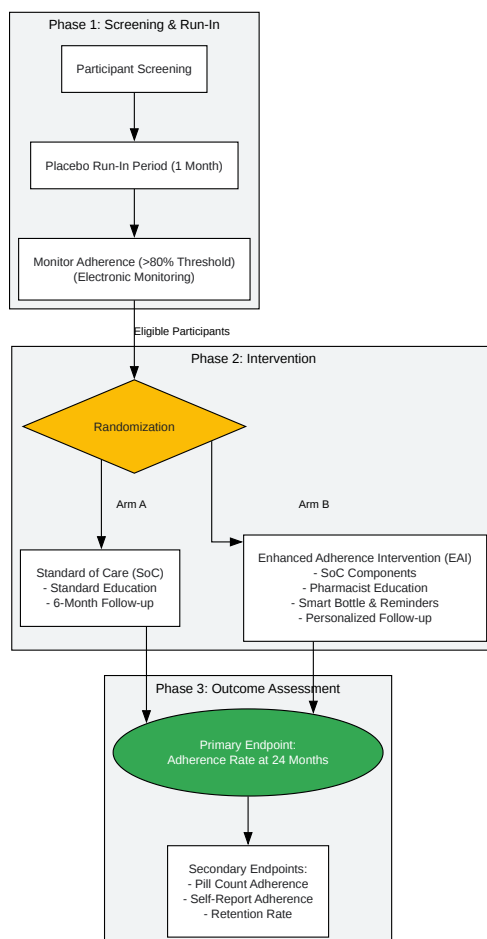 Phase 1: Screening & Run-In
Participant Screening
Placebo Run-In Period (1 Month)
Monitor Adherence (>80% Threshold)
(Electronic Monitoring)
Eligible Participants
Phase 2: Intervention
Randomization
Arm A
Arm B
Standard of Care (SoC)
- Standard Education
- 6-Month Follow-up
Enhanced Adherence Intervention (EAI)
- SoC Components
- Pharmacist Education
- Smart Bottle & Reminders
- Personalized Follow-up
Phase 3: Outcome Assessment
Primary Endpoint:
Adherence Rate at 24 Months
Secondary Endpoints:
- Pill Count Adherence
- Self-Report Adherence
- Retention Rate